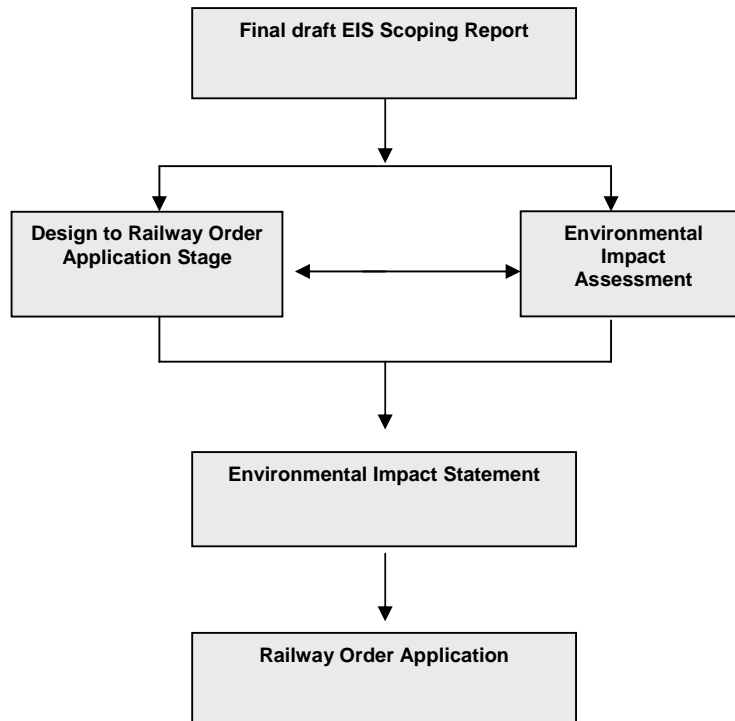 Final draft EIS Scoping Report
Design to Railway Order
Application Stage
Environmental
Impact
Assessment
Environmental Impact Statement
Railway Order Application